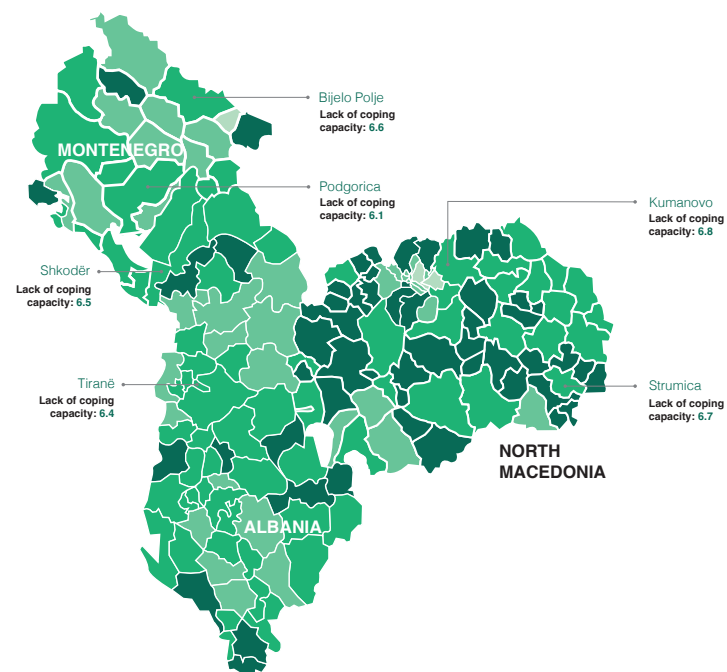 Bijelo Polje
Lack of coping
capacity: 6.6
MONTENEGRO
Podgorica
Lack of coping
capacity: 6.1
Kumanovo
Lack of coping
capacity: 6.8
Shkodër
Lack of coping
capacity: 6.5
Tiranë
Lack of coping
capacity: 6.4
Strumica
Lack of coping
capacity: 6.7
NORTH
MACEDONIA
ALBANIA